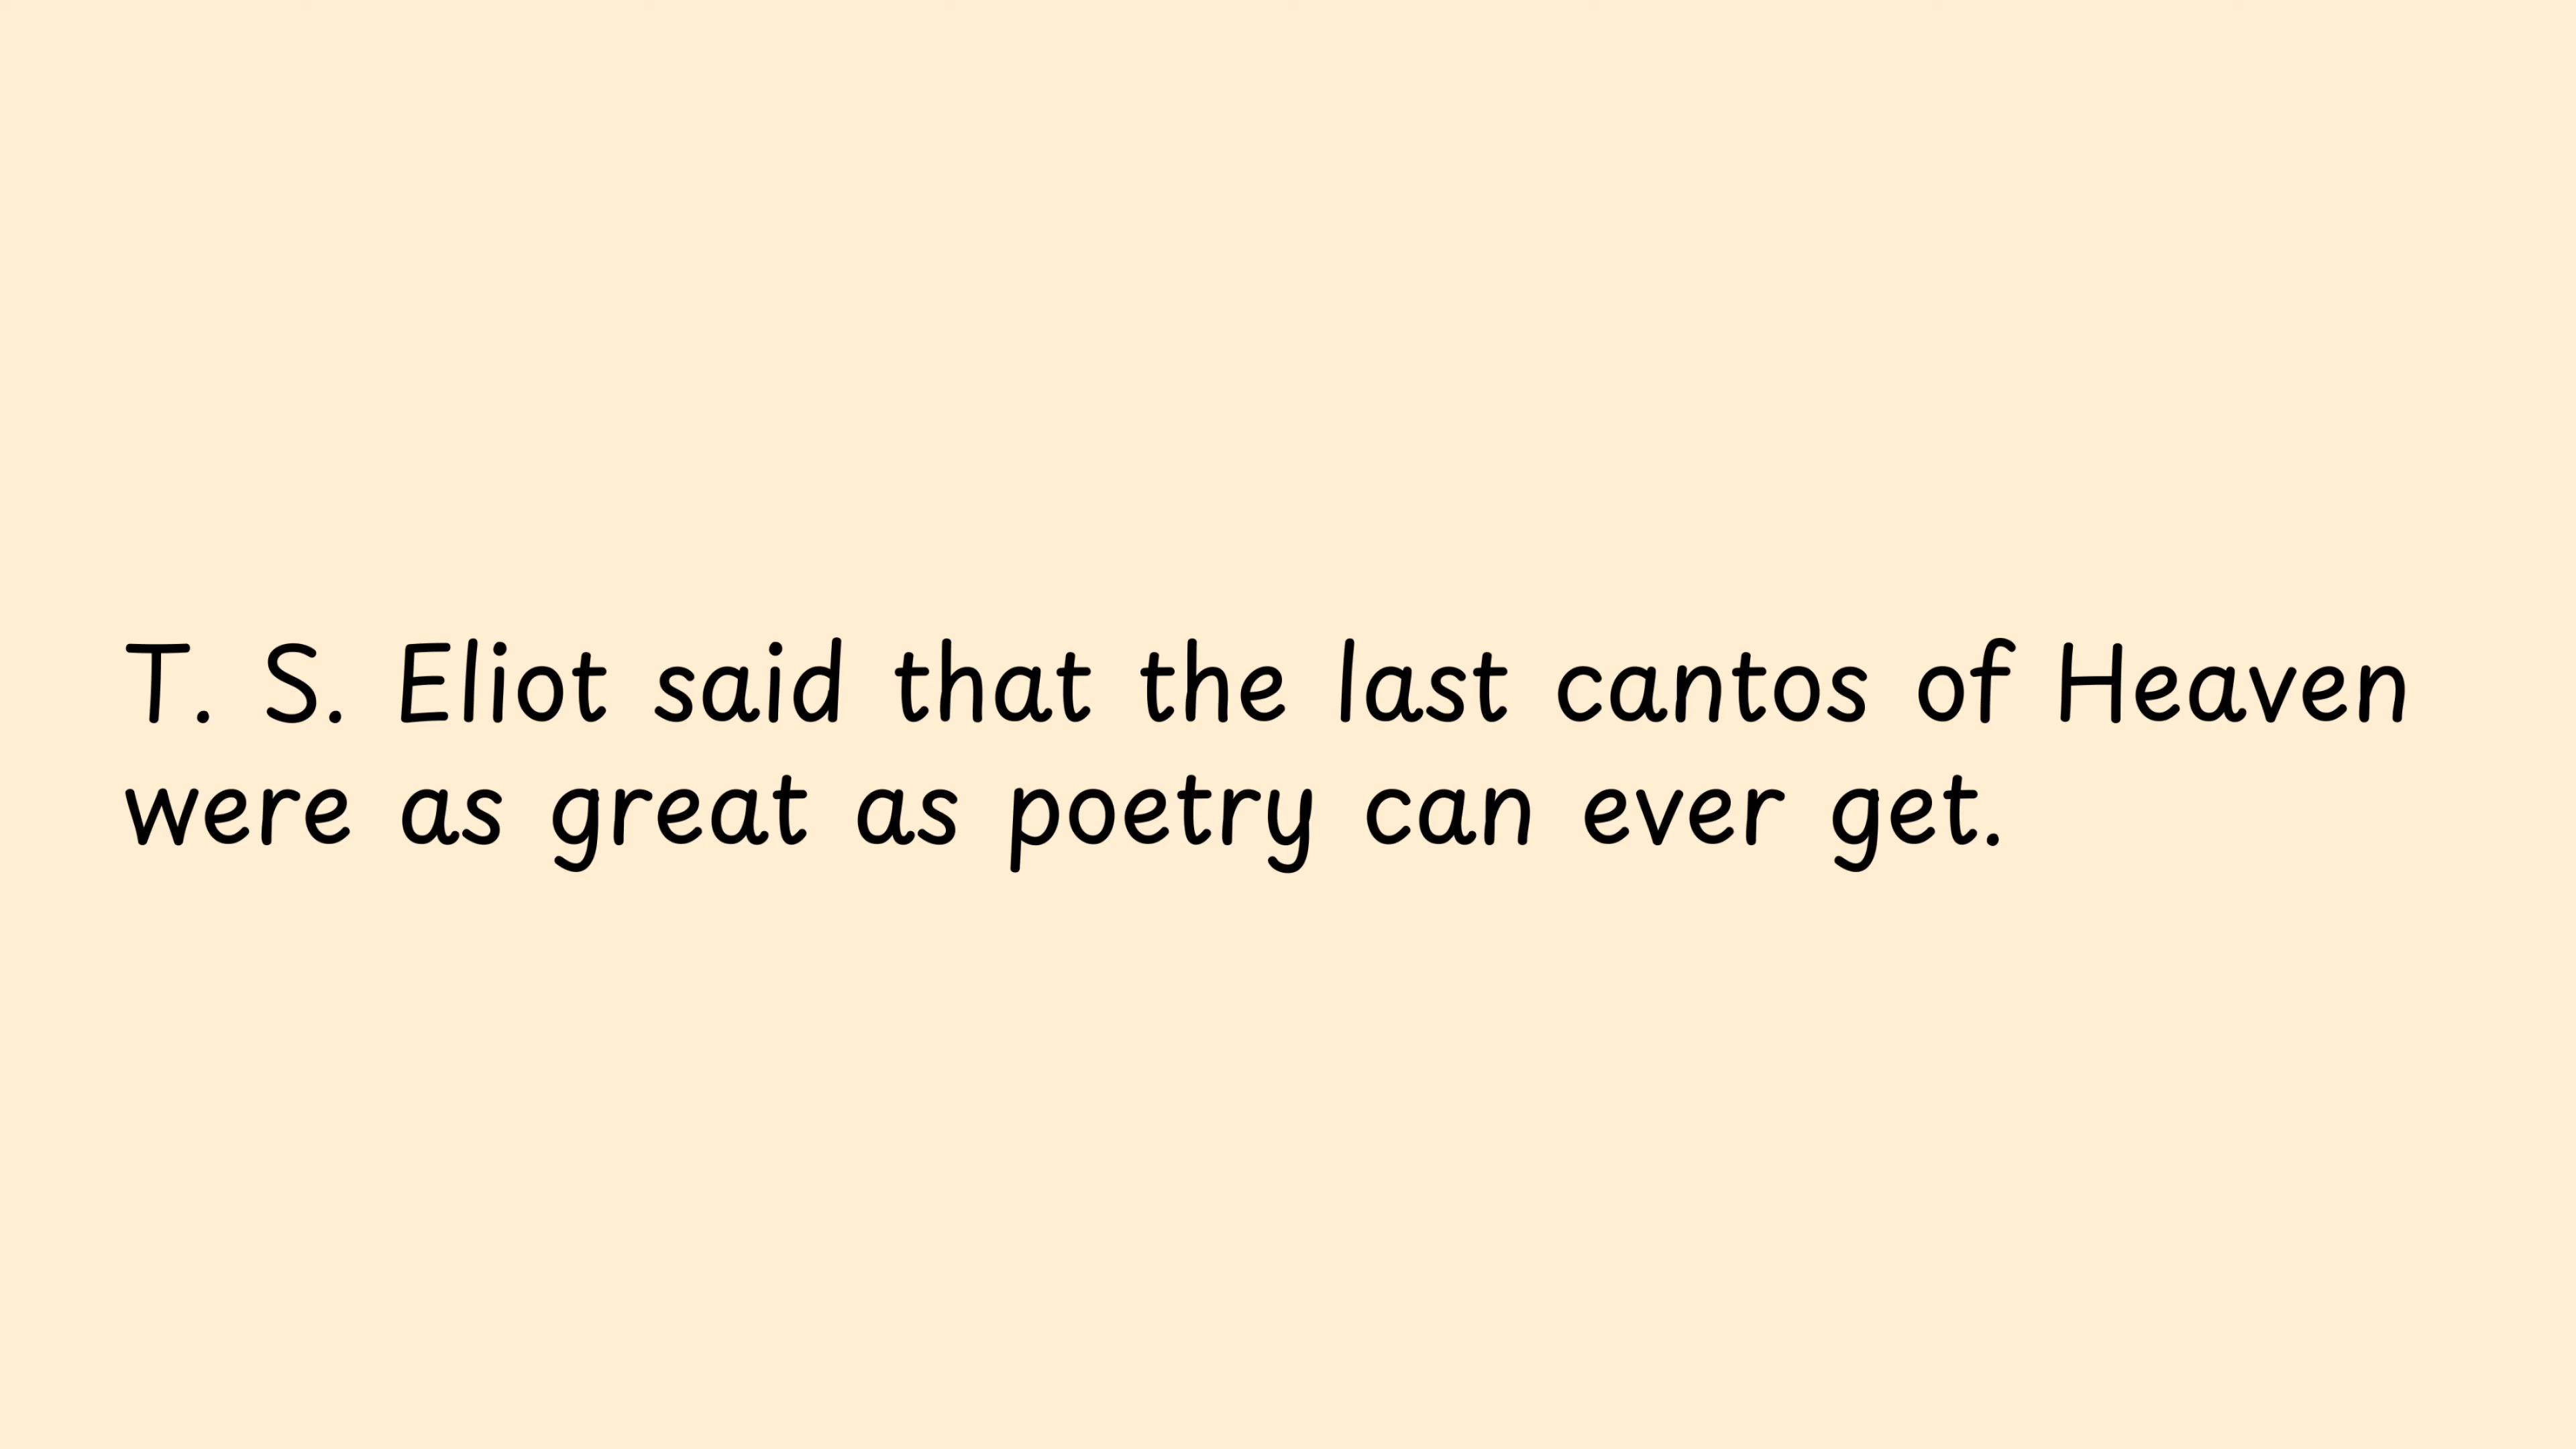 T. S. Eliot said that the last cantos of Heaven
were as great as poetry can ever get.